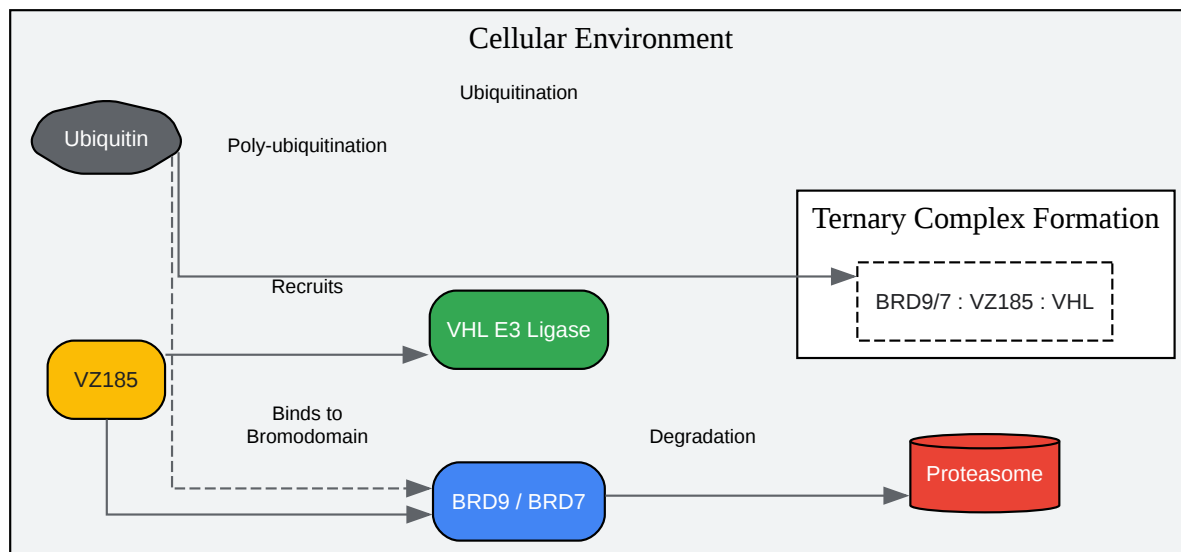 Cellular Environment
Ubiquitination
Ubiquitin
Poly-ubiquitination
Ternary Complex Formation
Recruits
BRD9/7 : VZ185 : VHL
VHL E3 Ligase
VZ185
Binds to
Bromodomain
Degradation
Proteasome
BRD9 / BRD7